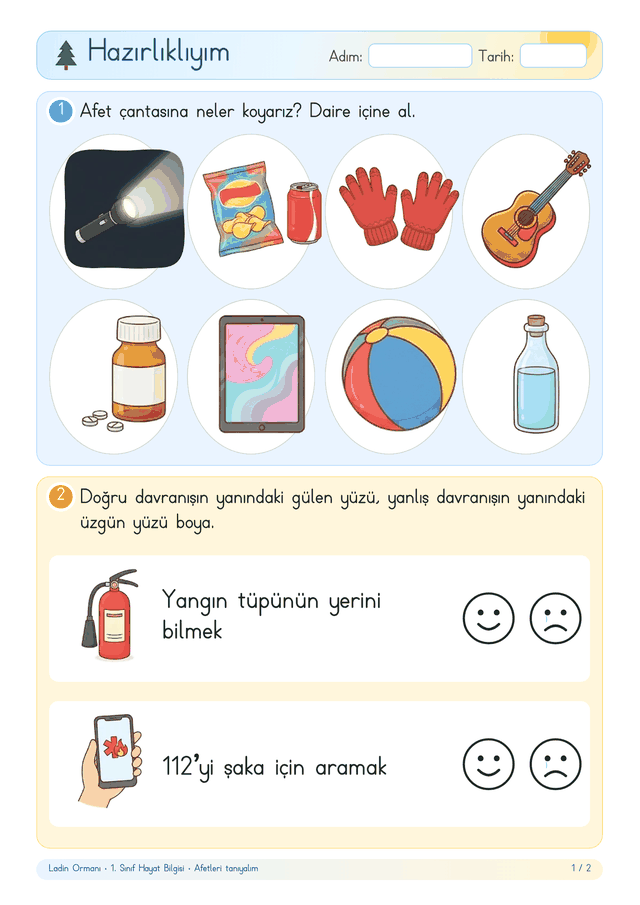 Hazırlıklıyım
Adım:
Tarih:
1
Afet çantasına neler koyarız? Daire içine al.
2
Doğru davranışın yanındaki gülen yüzü, yanlış davranışın yanındaki
üzgün yüzü boya.
Yangın tüpünün yerini
bilmek
112'yi şaka için aramak
Ladin Ormanı • 1. Sınıf Hayat Bilgisi • Afetleri tanıyalım
1 / 2